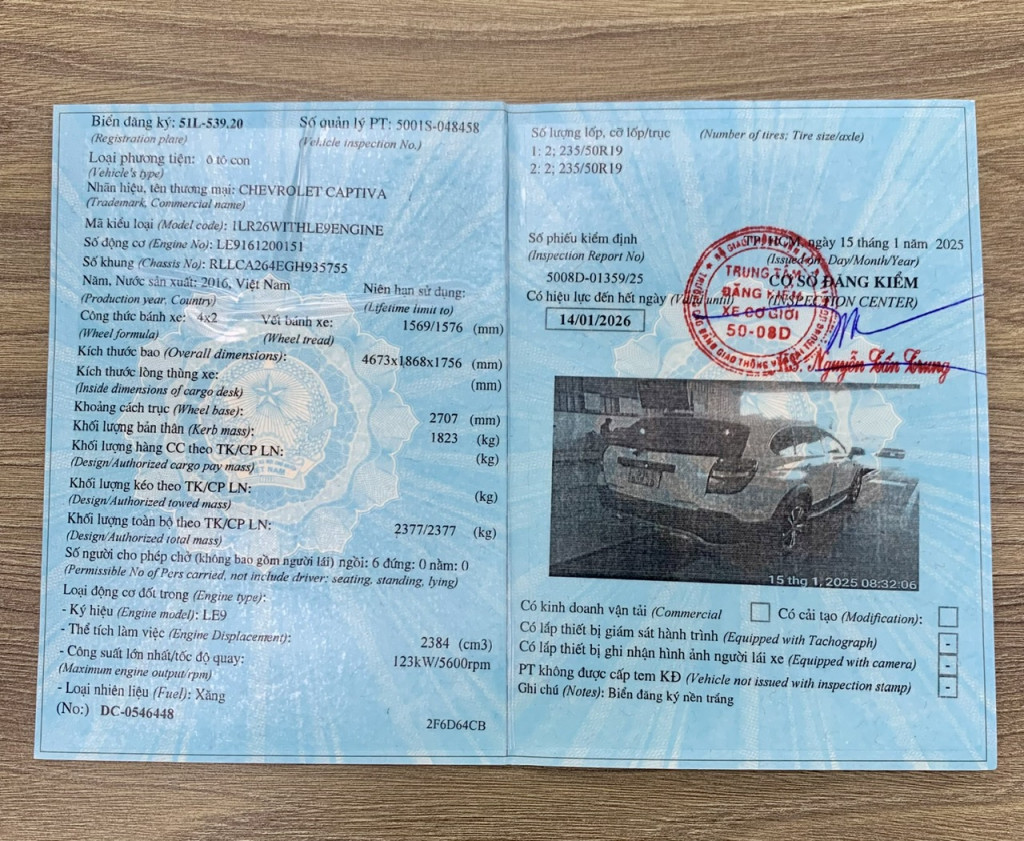 Biển đăng ký: 51L-539.20 Số quản lý PT: 5001S-048458
(Registration plate) (Vehicle inspection No.)
Loại phương tiện: ô tô con
(Vehicle's type)
Nhãn hiệu, tên thương mại: CHEVROLET CAPTIVA
(Trademark, Commercial name)
Mã kiểu loại (Model code): 1LR26WITHLE9ENGINE
Số động cơ (Engine No): LE9161200151
Số khung (Chassis No): RLLCA264EGH935755
Năm, Nước sản xuất: 2016, Việt Nam Niên hạn sử dụng:
(Production year, Country) (Lifetime limit to)
Công thức bánh xe: 4x2 Vết bánh xe: 1569/1576 (mm)
(Wheel formula) (Wheel tread)
Kích thước bao (Overall dimensions): 4673x1868x1756 (mm)
Kích thước lòng thùng xe: (mm)
(Inside dimensions of cargo desk)
Khoảng cách trục (Wheel base): 2707 (mm)
Khối lượng bản thân (Kerb mass): 1823 (kg)
Khối lượng hàng CC theo TK/CP LN: (kg)
(Design/Authorized cargo pay mass)
Khối lượng kéo theo TK/CP LN: (kg)
(Design/Authorized towed mass)
Khối lượng toàn bộ theo TK/CP LN: 2377/2377 (kg)
(Design/Authorized total mass)
Số người cho phép chở (không bao gồm người lái) ngồi: 6 đứng: 0 nằm: 0
(Permissible No of Pers carried, not include driver: seating, standing, lying)
Loại động cơ đốt trong (Engine type):
- Ký hiệu (Engine model): LE9
- Thể tích làm việc (Engine Displacement): 2384 (cm3)
- Công suất lớn nhất/tốc độ quay: 123kW/5600rpm
(Maximum engine output/rpm)
- Loại nhiên liệu (Fuel): Xăng
(No:) DC-0546448
2F6D64CB
Số lượng lốp, cỡ lốp/trục (Number of tires; Tire size/axle)
1: 2; 235/50R19
2: 2; 235/50R19
TP. HCM, ngày 15 tháng 1 năm 2025
Số phiếu kiểm định (Issued on: Day/Month/Year)
(Inspection Report No) CƠ SỞ ĐĂNG KIỂM
5008D-01359/25 (INSPECTION CENTER)
Có hiệu lực đến hết ngày (Valid until)
14/01/2026
TRUNG TÂM
ĐĂNG KIỂM
XE CƠ GIỚI
50-08D
KS. Nguyễn Tấn Trung
15 thg 1, 2025 08:32:06
Có kinh doanh vận tải (Commercial Có cải tạo (Modification):
Có lắp thiết bị giám sát hành trình (Equipped with Tachograph) -
Có lắp thiết bị ghi nhận hình ảnh người lái xe (Equipped with camera) -
PT không được cấp tem KĐ (Vehicle not issued with inspection stamp) -
Ghi chú (Notes): Biển đăng ký nền trắng